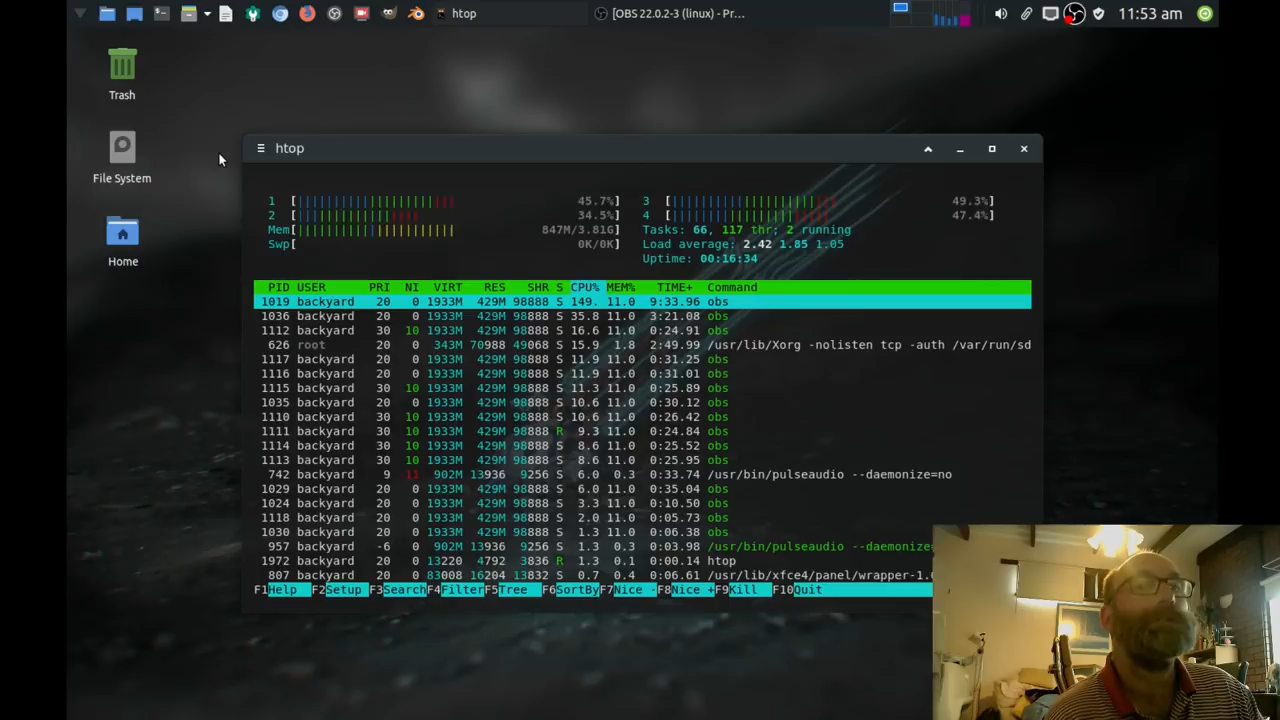 htop
[OBS 22.0.2-3 (linux) - Pr...
11:53 am
Trash
File System
Home
htop
1 [ 45.7%] 3 [ 49.3%]
2 [ 34.5%] 4 [ 47.4%]
Mem[ 847M/3.81G] Tasks: 66, 117 thr; 2 running
Swp[ 0K/0K] Load average: 2.42 1.85 1.05
Uptime: 00:16:34
PID USER PRI NI VIRT RES SHR S CPU% MEM% TIME+ Command
1019 backyard 20 0 1933M 429M 98888 S 149. 11.0 9:33.96 obs
1036 backyard 20 0 1933M 429M 98888 S 35.8 11.0 3:21.08 obs
1112 backyard 30 10 1933M 429M 98888 S 16.6 11.0 0:24.91 obs
626 root 20 0 343M 70988 49068 S 15.9 1.8 2:49.99 /usr/lib/Xorg -nolisten tcp -auth /var/run/sd
1117 backyard 20 0 1933M 429M 98888 S 11.9 11.0 0:31.25 obs
1116 backyard 20 0 1933M 429M 98888 S 11.9 11.0 0:31.01 obs
1115 backyard 30 10 1933M 429M 98888 S 11.3 11.0 0:25.89 obs
1035 backyard 20 0 1933M 429M 98888 S 10.6 11.0 0:30.12 obs
1110 backyard 30 10 1933M 429M 98888 S 10.6 11.0 0:26.42 obs
1111 backyard 30 10 1933M 429M 98888 R 9.3 11.0 0:24.84 obs
1114 backyard 30 10 1933M 429M 98888 S 8.6 11.0 0:25.52 obs
1113 backyard 30 10 1933M 429M 98888 S 8.6 11.0 0:25.95 obs
742 backyard 9 11 902M 13936 9256 S 6.0 0.3 0:33.74 /usr/bin/pulseaudio --daemonize=no
1029 backyard 20 0 1933M 429M 98888 S 6.0 11.0 0:35.04 obs
1024 backyard 20 0 1933M 429M 98888 S 3.3 11.0 0:10.50 obs
1118 backyard 20 0 1933M 429M 98888 S 2.0 11.0 0:05.73 obs
1030 backyard 20 0 1933M 429M 98888 S 1.3 11.0 0:06.38 obs
957 backyard -6 0 902M 13936 9256 S 1.3 0.3 0:03.98 /usr/bin/pulseaudio --daemonize=
1972 backyard 20 0 13220 4792 3836 R 1.3 0.1 0:00.14 htop
807 backyard 20 0 83008 16204 13832 S 0.7 0.4 0:06.61 /usr/lib/xfce4/panel/wrapper-1.
F1Help F2Setup F3SearchF4FilterF5Tree F6SortByF7Nice -F8Nice +F9Kill F10Quit